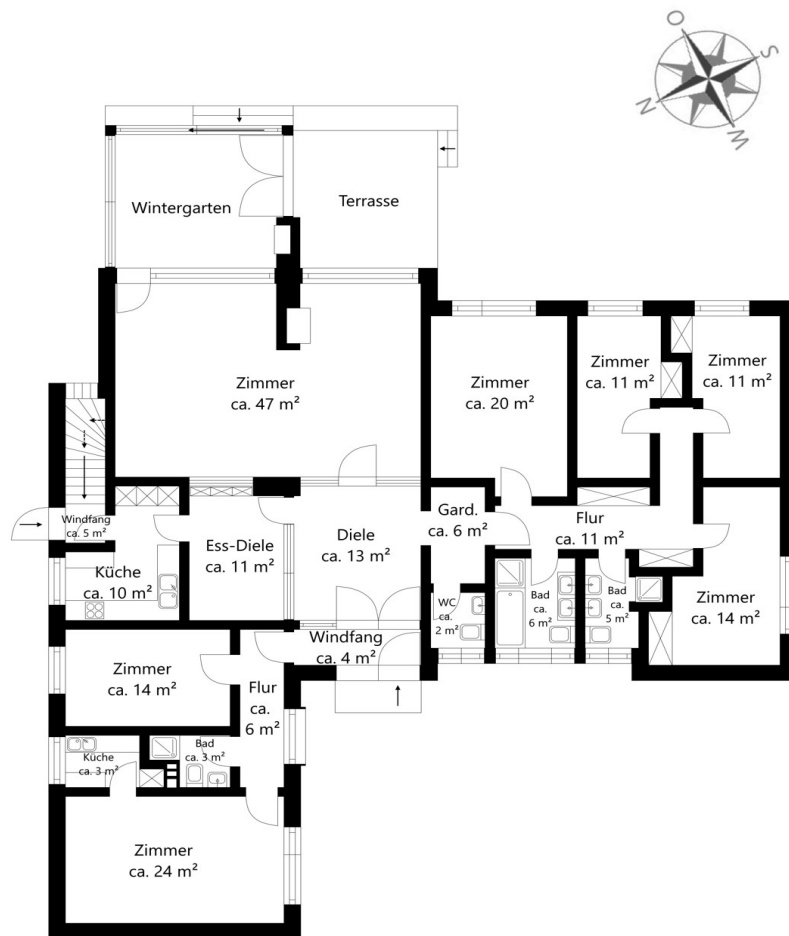 O
S
N
W
Wintergarten
Terrasse
Zimmer
ca. 47 m²
Zimmer
ca. 20 m²
Zimmer
ca. 11 m²
Zimmer
ca. 11 m²
Windfang
ca. 5 m²
Küche
ca. 10 m²
Ess-Diele
ca. 11 m²
Diele
ca. 13 m²
Gard.
ca. 6 m²
Flur
ca. 11 m²
WC
ca.
2 m²
Bad
ca.
6 m²
Bad
ca.
5 m²
Zimmer
ca. 14 m²
Windfang
ca. 4 m²
Zimmer
ca. 14 m²
Flur
ca.
6 m²
Küche
ca. 3 m²
Bad
ca. 3 m²
Zimmer
ca. 24 m²